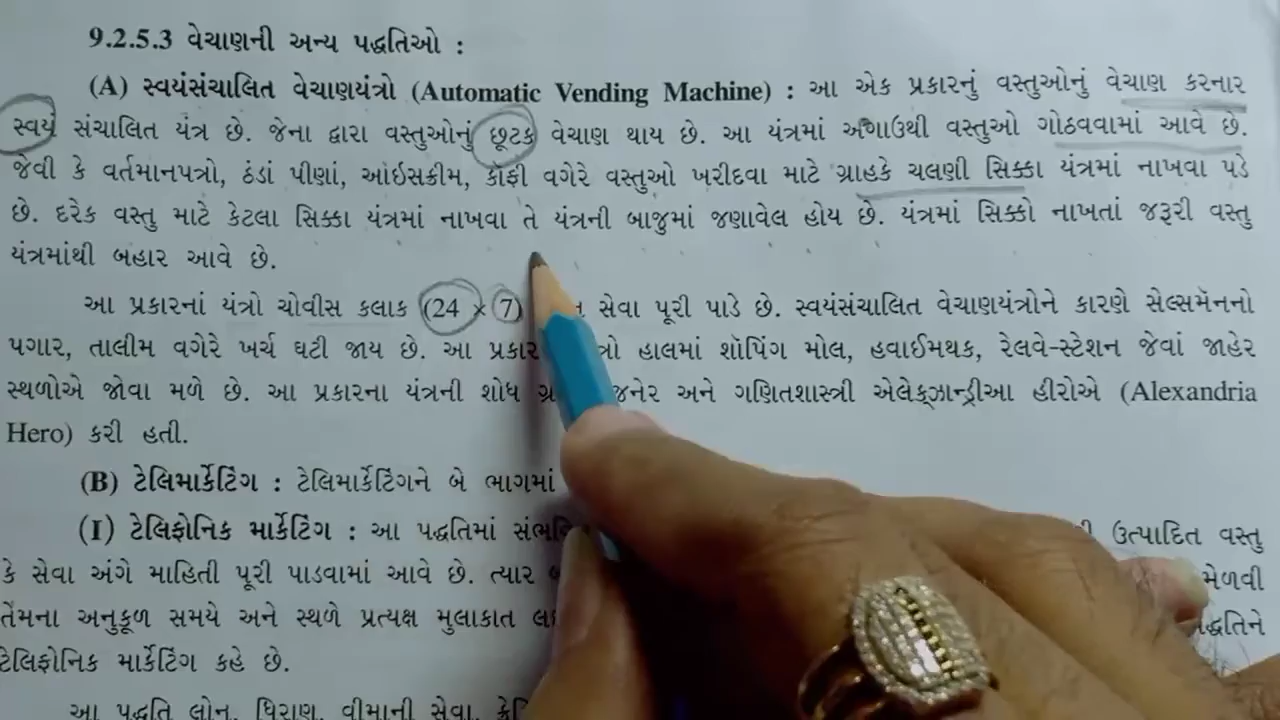 9.2.5.3 વેચાણની અન્ય પદ્ધતિઓ :
(A) સ્વયંસંચાલિત વેચાણયંત્રો (Automatic Vending Machine) : આ એક પ્રકારનું વસ્તુઓનું વેચાણ કરનાર
સ્વયં સંચાલિત યંત્ર છે. જેના દ્વારા વસ્તુઓનું છૂટક વેચાણ થાય છે. આ યંત્રમાં અગાઉથી વસ્તુઓ ગોઠવવામાં આવે છે.
જેવી કે વર્તમાનપત્રો, ઠંડાં પીણાં, આંઇસક્રીમ, કૉફી વગેરે વસ્તુઓ ખરીદવા માટે ગ્રાહકે ચલણી સિક્કા યંત્રમાં નાખવા પડે
છે. દરેક વસ્તુ માટે કેટલા સિક્કા યંત્રમાં નાખવા તે યંત્રની બાજુમાં જણાવેલ હોય છે. યંત્રમાં સિક્કો નાખતાં જરૂરી વસ્તુ
યંત્રમાંથી બહાર આવે છે.
આ પ્રકારનાં યંત્રો ચોવીસ કલાક (24 × 7) સેવા પૂરી પાડે છે. સ્વયંસંચાલિત વેચાણયંત્રોને કારણે સેલ્સમૅનનો
પગાર, તાલીમ વગેરે ખર્ચ ઘટી જાય છે. આ પ્રકાર હાલમાં શૉપિંગ મોલ, હવાઈમથક, રેલવે-સ્ટેશન જેવાં જાહેર
સ્થળોએ જોવા મળે છે. આ પ્રકારના યંત્રની શોધ અને ગણિતશાસ્ત્રી એલેક્ઝાન્ડ્રીઆ હીરોએ (Alexandria
Hero) કરી હતી.
(B) ટેલિમાર્કેટિંગ : ટેલિમાર્કેટિંગને બે ભાગમાં
(I) ટેલિફોનિક માર્કેટિંગ : આ પદ્ધતિમાં ઉત્પાદિત વસ્તુ
કે સેવા અંગે માહિતી પૂરી પાડવામાં આવે છે. ત્યાર મેળવી
તેમના અનુકૂળ સમયે અને સ્થળે પ્રત્યક્ષ મુલાકાત
ટેલિફોનિક માર્કેટિંગ કહે છે.
આ પદ્ધતિ લોન, ધિરાણ, વીમાની સેવા,